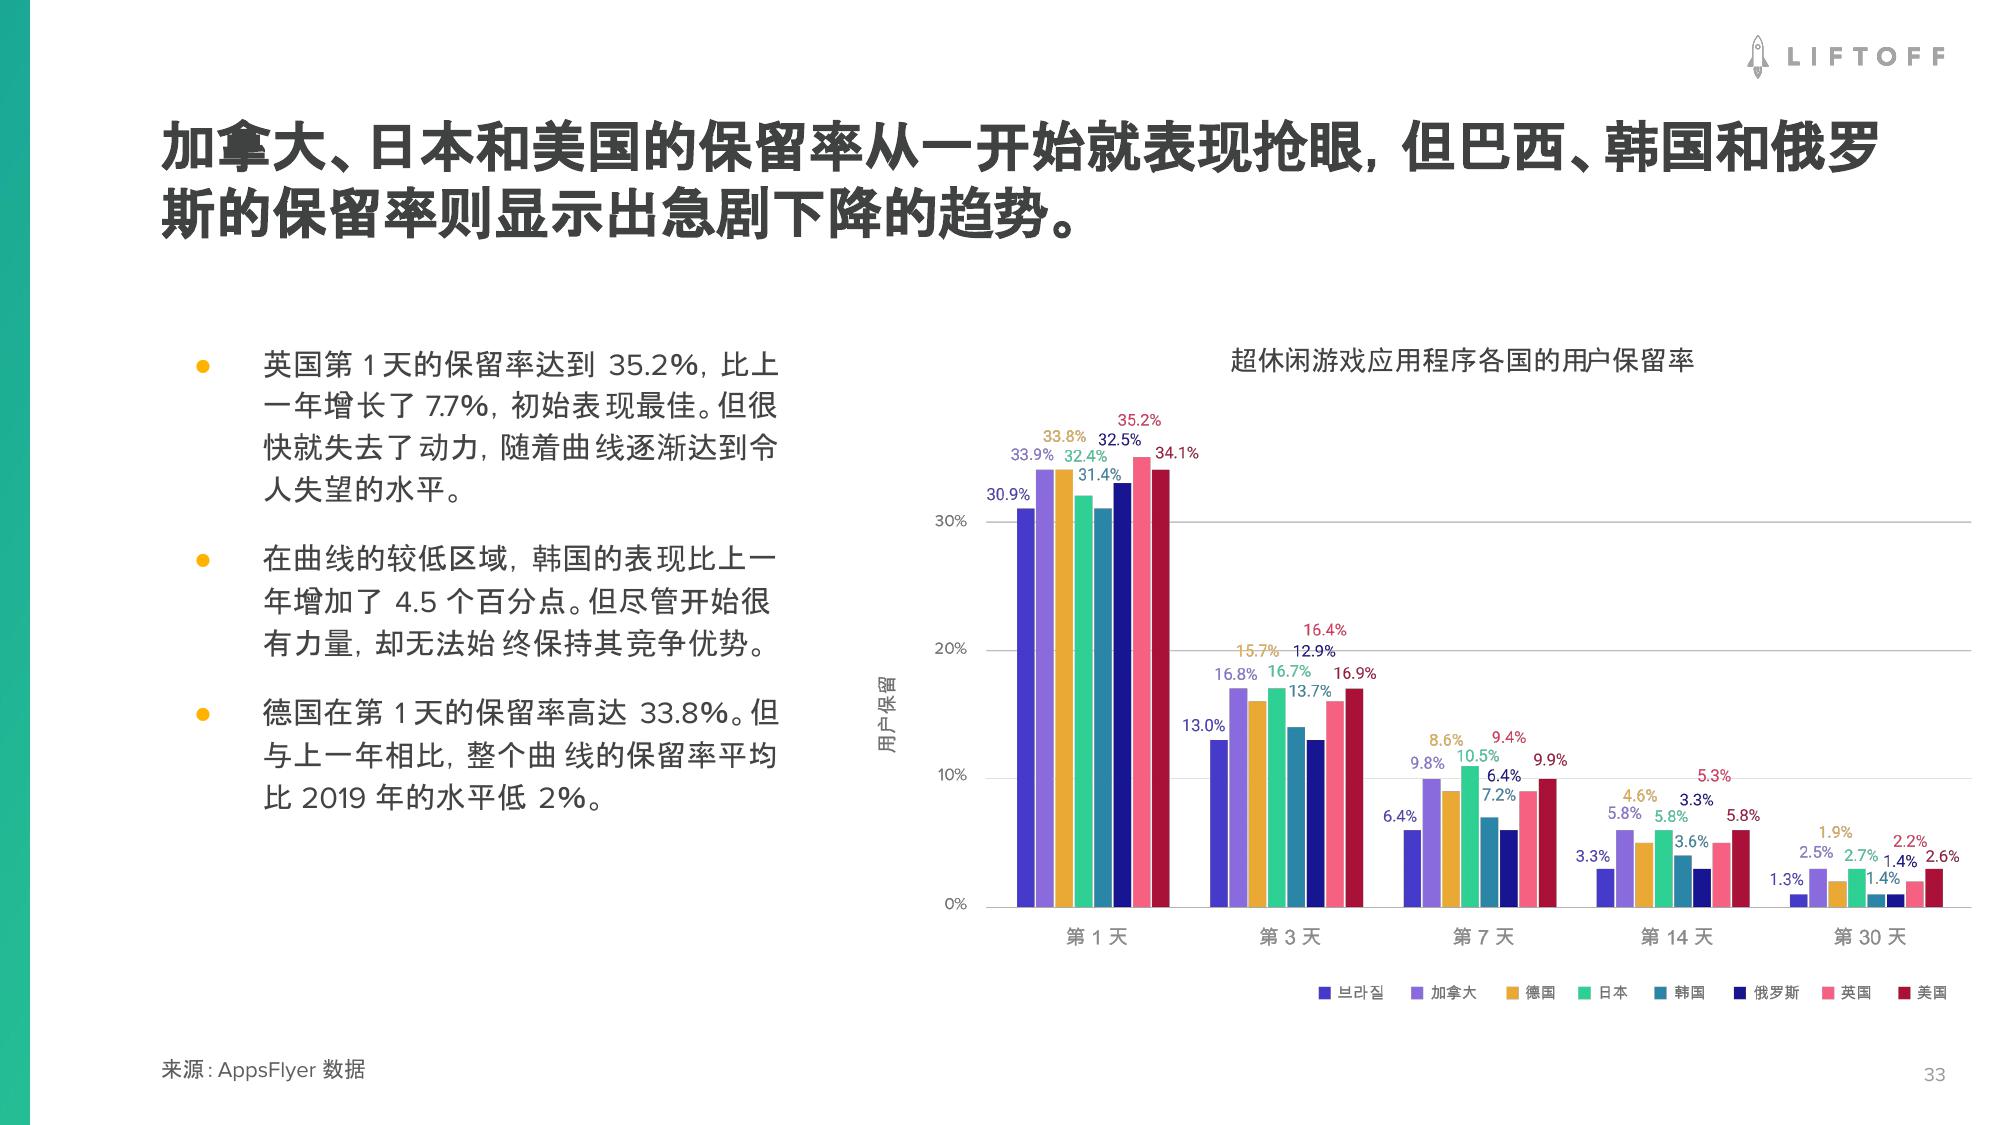 LIFTOFF
加拿大、日本和美国的保留率从一开始就表现抢眼, 但巴西、韩国和俄罗
斯的保留率则显示出急剧下降的趋势。
英国第 1 天的保留率达到 35.2%, 比上
一年增长了 7.7%, 初始表现最佳。但很
快就失去了动力, 随着曲线逐渐达到令
人失望的水平。
在曲线的较低区域, 韩国的表现比上一
年增加了 4.5 个百分点。但尽管开始很
有力量, 却无法始终保持其竞争优势。
德国在第 1 天的保留率高达 33.8%。但
与上一年相比, 整个曲线的保留率平均
比 2019 年的水平低 2%。
超休闲游戏应用程序各国的用户保留率
用户保留
30%
20%
10%
0%
30.9% 33.9% 33.8% 32.4% 31.4% 32.5% 35.2% 34.1%
13.0% 16.8% 15.7% 16.7% 13.7% 12.9% 16.4% 16.9%
6.4% 9.8% 8.6% 10.5% 7.2% 6.4% 9.4% 9.9%
3.3% 5.8% 4.6% 5.8% 3.6% 3.3% 5.3% 5.8%
1.3% 2.5% 1.9% 2.7% 1.4% 1.4% 2.2% 2.6%
第 1 天 第 3 天 第 7 天 第 14 天 第 30 天
브라질 加拿大 德国 日本 韩国 俄罗斯 英国 美国
来源: AppsFlyer 数据
33